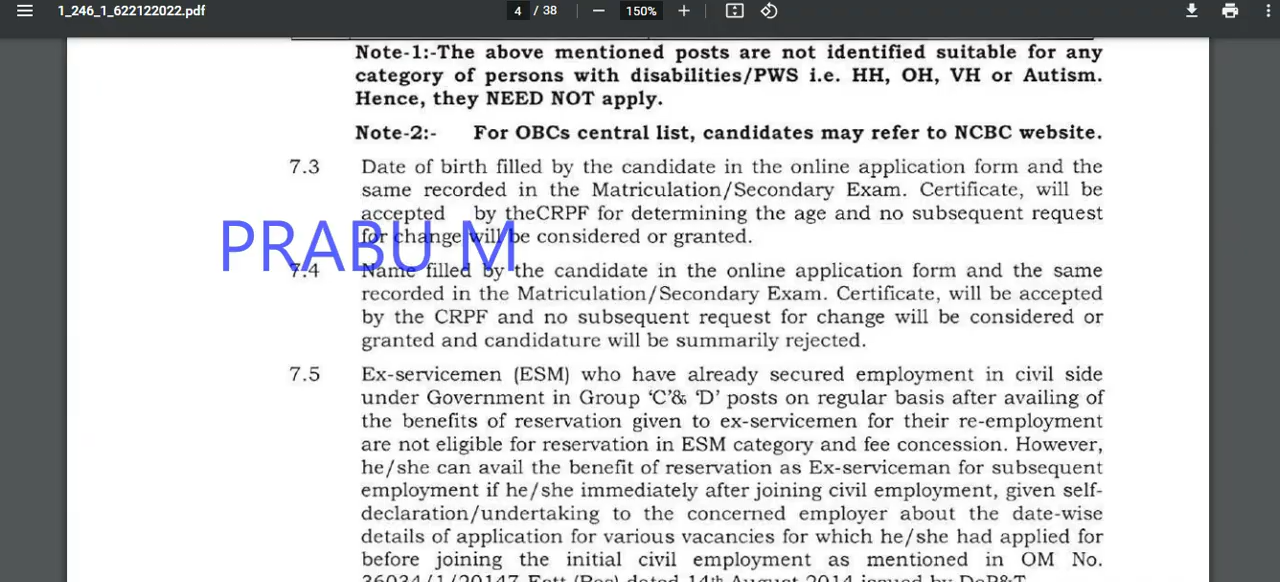 1_246_1_622122022.pdf
4 / 38
150%
Note-1:-The above mentioned posts are not identified suitable for any
category of persons with disabilities/PWS i.e. HH, OH, VH or Autism.
Hence, they NEED NOT apply.
Note-2:- For OBCs central list, candidates may refer to NCBC website.
7.3 Date of birth filled by the candidate in the online application form and the
same recorded in the Matriculation/Secondary Exam. Certificate, will be
accepted by theCRPF for determining the age and no subsequent request
for change will be considered or granted.
PRABU M
7.4 Name filled by the candidate in the online application form and the same
recorded in the Matriculation/Secondary Exam. Certificate, will be accepted
by the CRPF and no subsequent request for change will be considered or
granted and candidature will be summarily rejected.
7.5 Ex-servicemen (ESM) who have already secured employment in civil side
under Government in Group ‘C’& ‘D’ posts on regular basis after availing of
the benefits of reservation given to ex-servicemen for their re-employment
are not eligible for reservation in ESM category and fee concession. However,
he/she can avail the benefit of reservation as Ex-serviceman for subsequent
employment if he/she immediately after joining civil employment, given self-
declaration/undertaking to the concerned employer about the date-wise
details of application for various vacancies for which he/she had applied for
before joining the initial civil employment as mentioned in OM No.
36034/1/20147-Estt (Res) dated 14th August 2014 issued by DoP&T